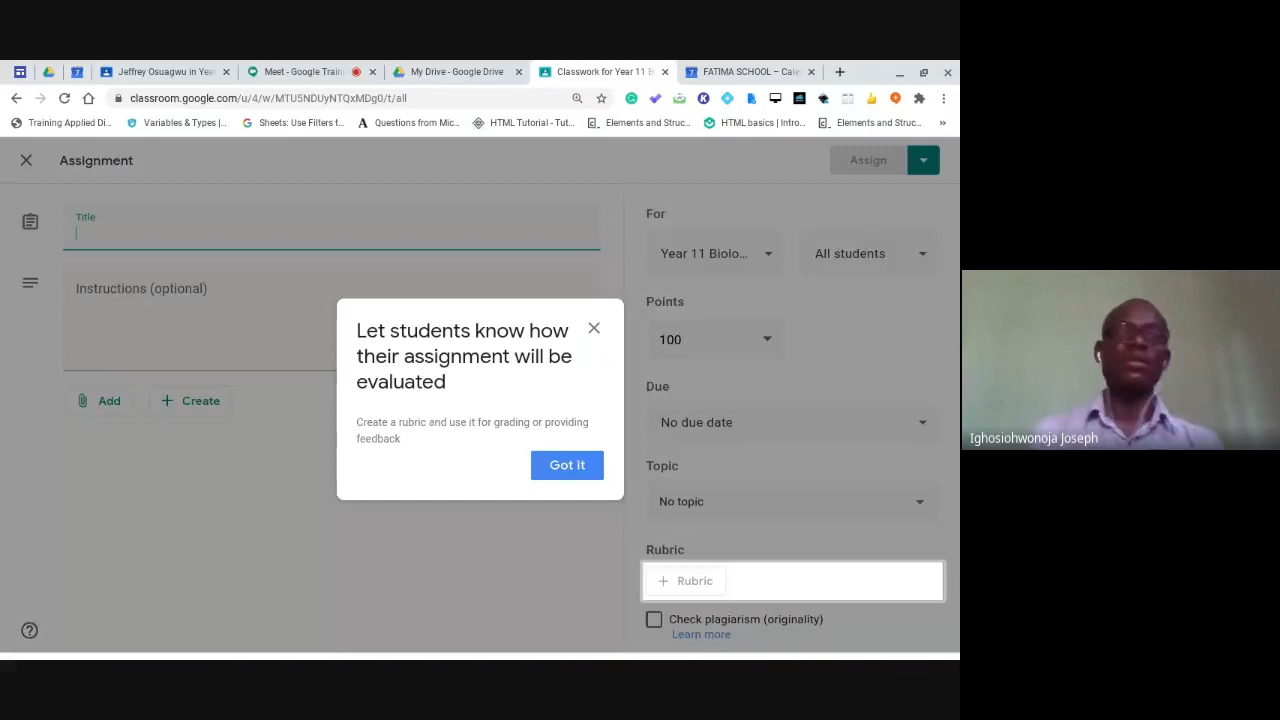 Jeffrey Osuagwu in Yea
Meet - Google Train
My Drive - Google Drive
Classwork for Year 11 B
FATIMA SCHOOL – Cale
classroom.google.com/u/4/w/MTU5NDUyNTQxMDg0/t/all
Training Applied Di...
Variables & Types |...
Sheets: Use Filters t...
Questions from Mic...
HTML Tutorial - Tut...
Elements and Struc...
HTML basics | Intro...
Elements and Struc...
Assignment
Assign
Title
Instructions (optional)
Add
Create
For
Year 11 Biolo...
All students
Points
100
Due
No due date
Topic
No topic
Rubric
Rubric
Check plagiarism (originality)
Learn more
Let students know how
their assignment will be
evaluated
Create a rubric and use it for grading or providing
feedback
Got it
Ighosiohwonoja Joseph